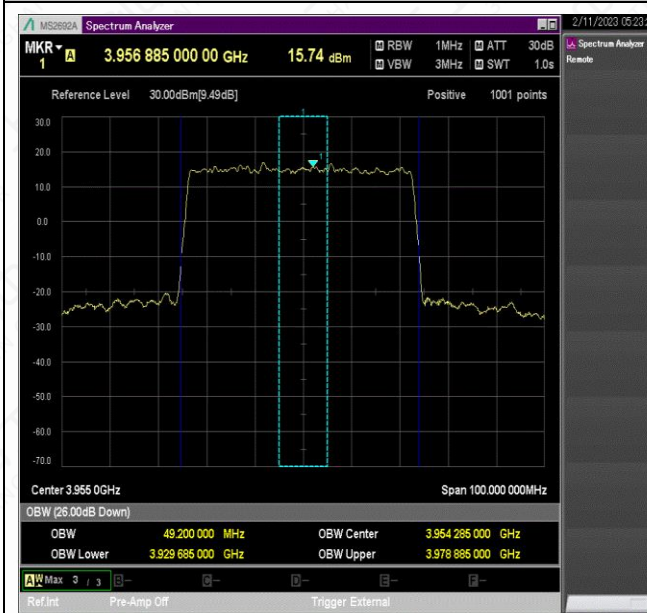 MS2692A Spectrum Analyzer
2/11/2023 05:23:
MKR 1 A 3.956 885 000 00 GHz 15.74 dBm
M RBW 1MHz M ATT 30dB
M VBW 3MHz M SWT 1.0s
Spectrum Analyzer
Remote
Reference Level 30.00dBm[9.49dB] Positive 1001 points
1
30.0
20.0
1
10.0
0.0
-10.0
-20.0
-30.0
-40.0
-50.0
-60.0
-70.0
Center 3.955 0GHz Span 100.000 000MHz
OBW (26.00dB Down)
OBW 49.200 000 MHz OBW Center 3.954 285 000 GHz
OBW Lower 3.929 685 000 GHz OBW Upper 3.978 885 000 GHz
A W Max 3 / 3 B- C- D- E- F-
Ref.Int Pre-Amp Off Trigger External